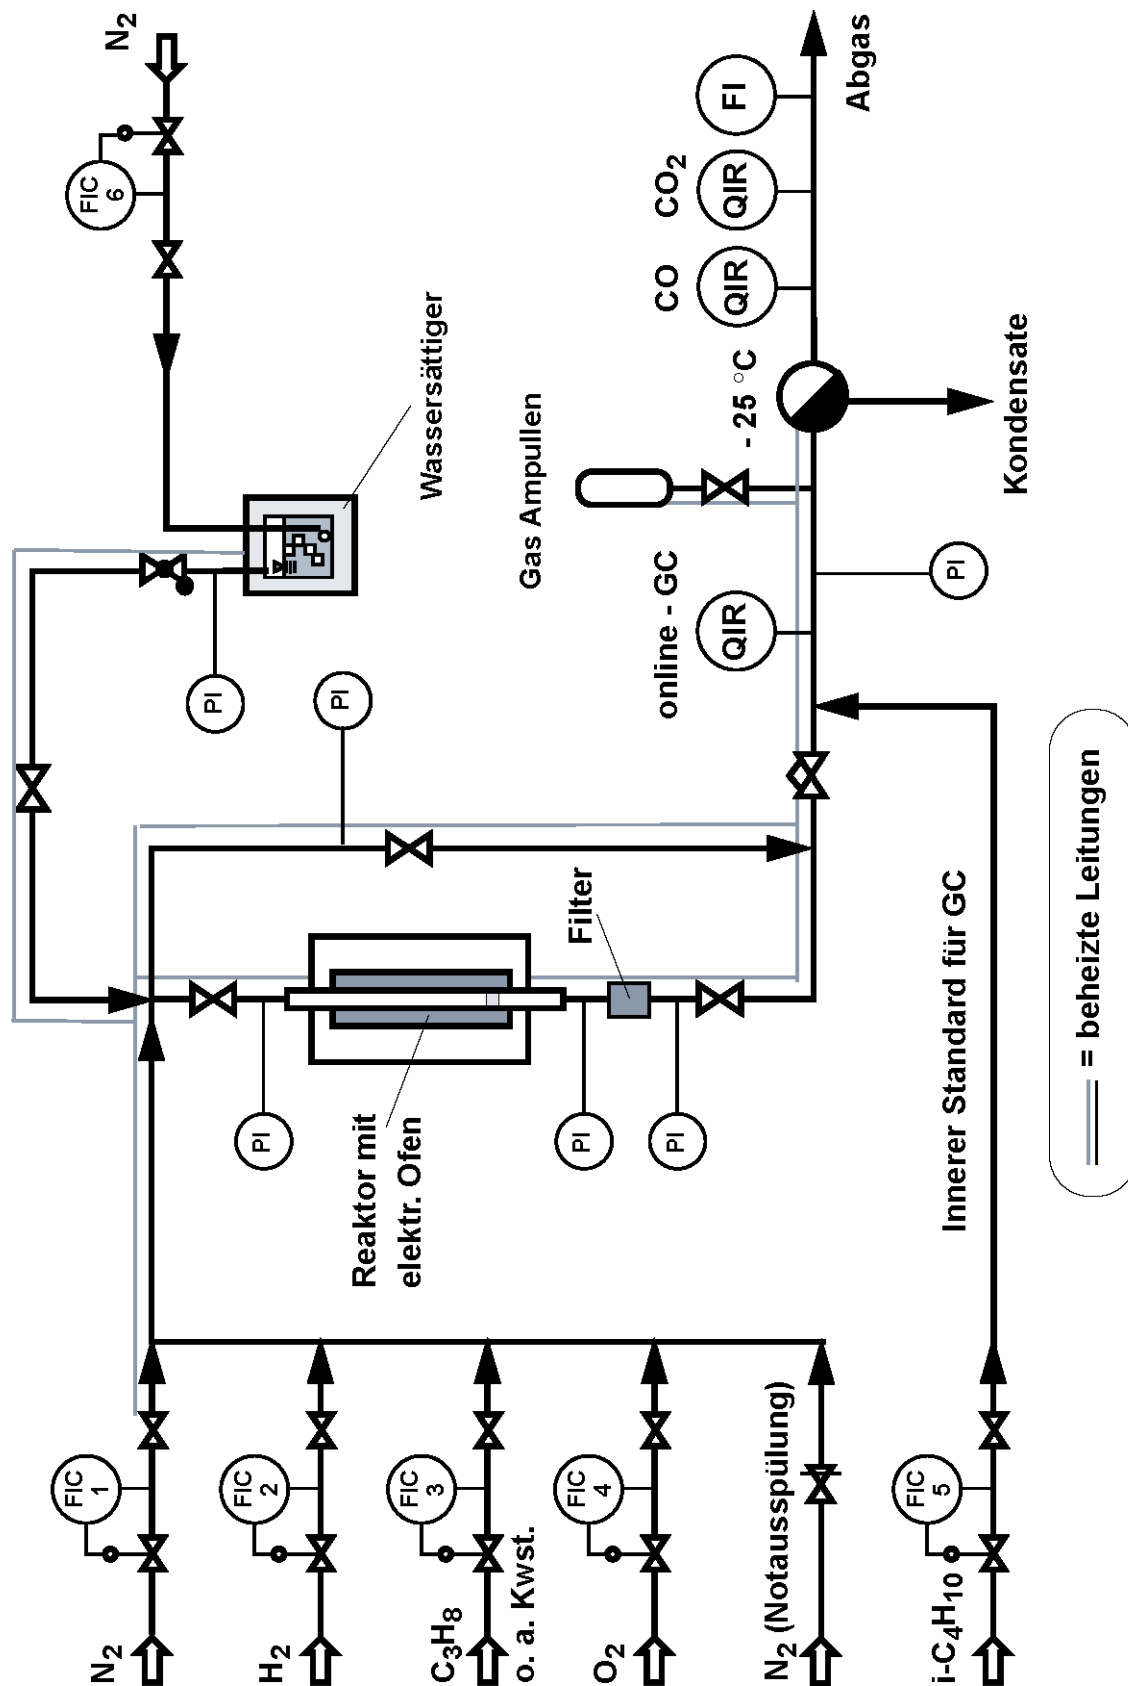 N2
FIC
6
Wassersättiger
PI
PI
Gas Ampullen
online - GC
QIR
PI
- 25 °C
CO
QIR
CO2
QIR
FI
Abgas
Kondensate
Reaktor mit
elektr. Ofen
PI
Filter
PI
PI
N2
FIC
1
H2
FIC
2
C3H8
o. a. Kwst.
FIC
3
O2
FIC
4
N2 (Notausspülung)
i-C4H10
FIC
5
Innerer Standard für GC
= beheizte Leitungen